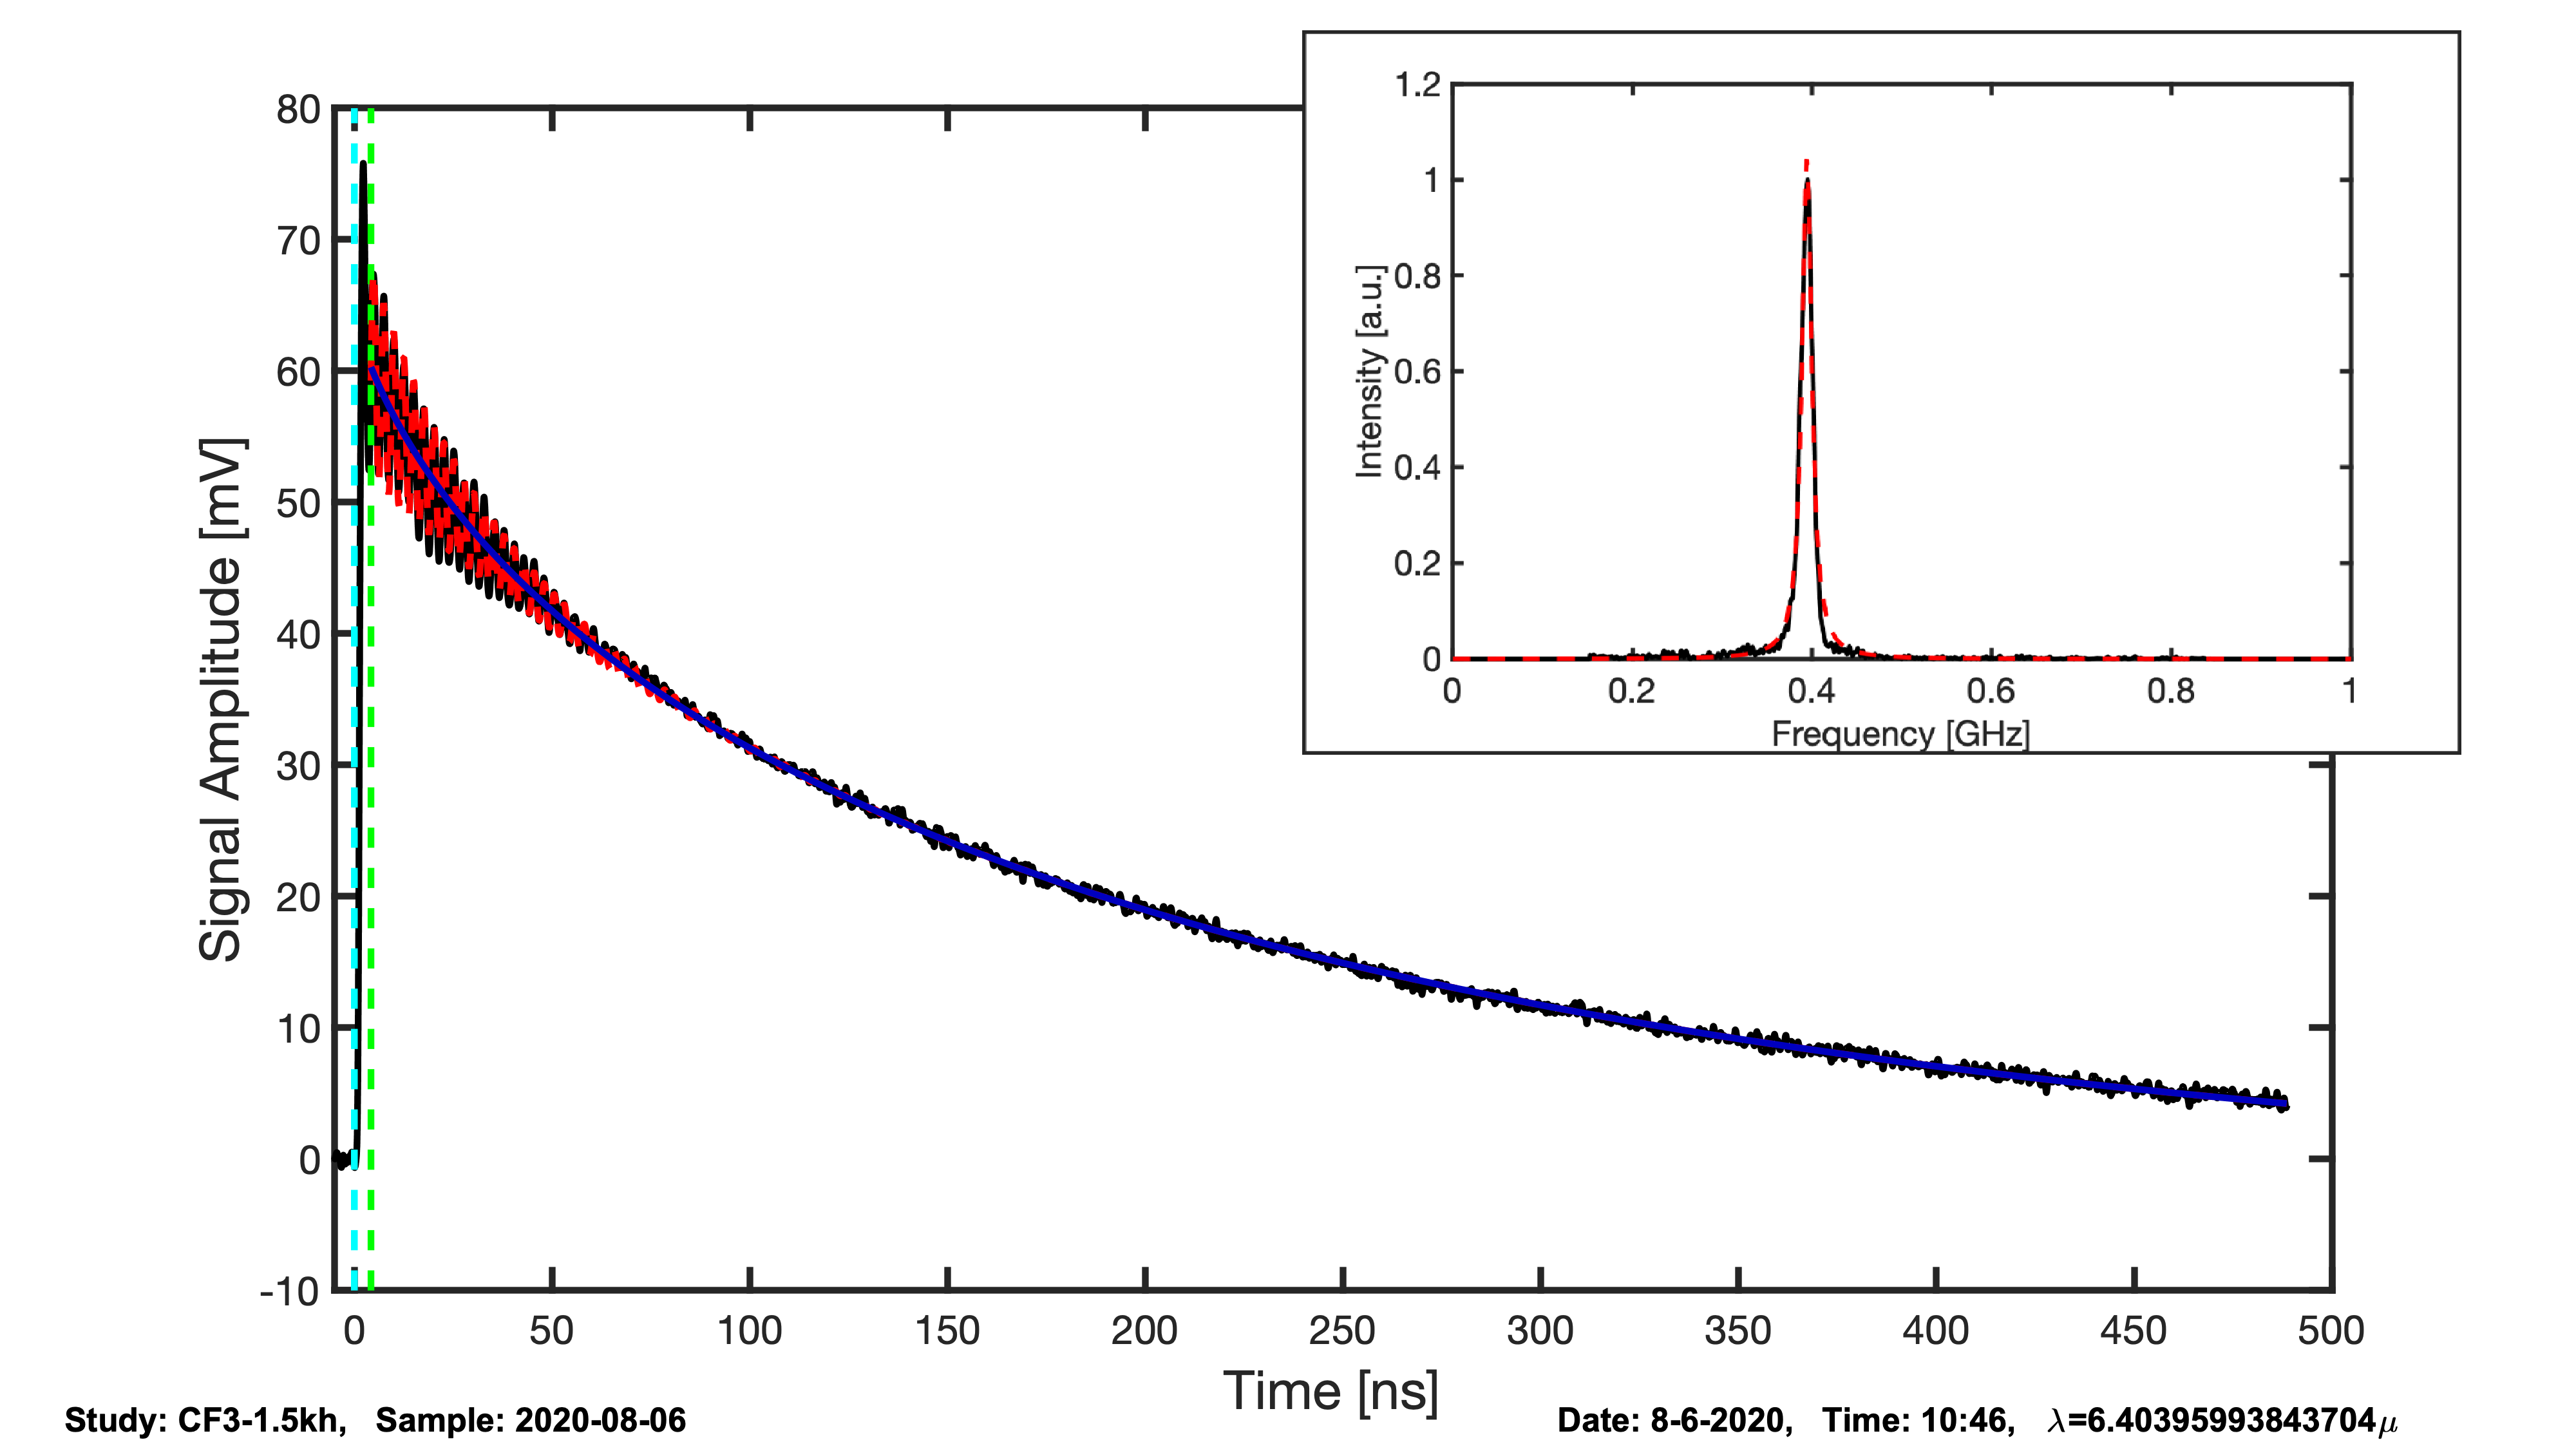 1.2
1
0.8
0.6
0.4
0.2
0
Intensity [a.u.]
0 0.2 0.4 0.6 0.8 1
Frequency [GHz]
80
70
60
50
40
30
20
10
0
-10
Signal Amplitude [mV]
0 50 100 150 200 250 300 350 400 450 500
Time [ns]
Study: CF3-1.5kh, Sample: 2020-08-06
Date: 8-6-2020, Time: 10:46, λ=6.40395993843704μ